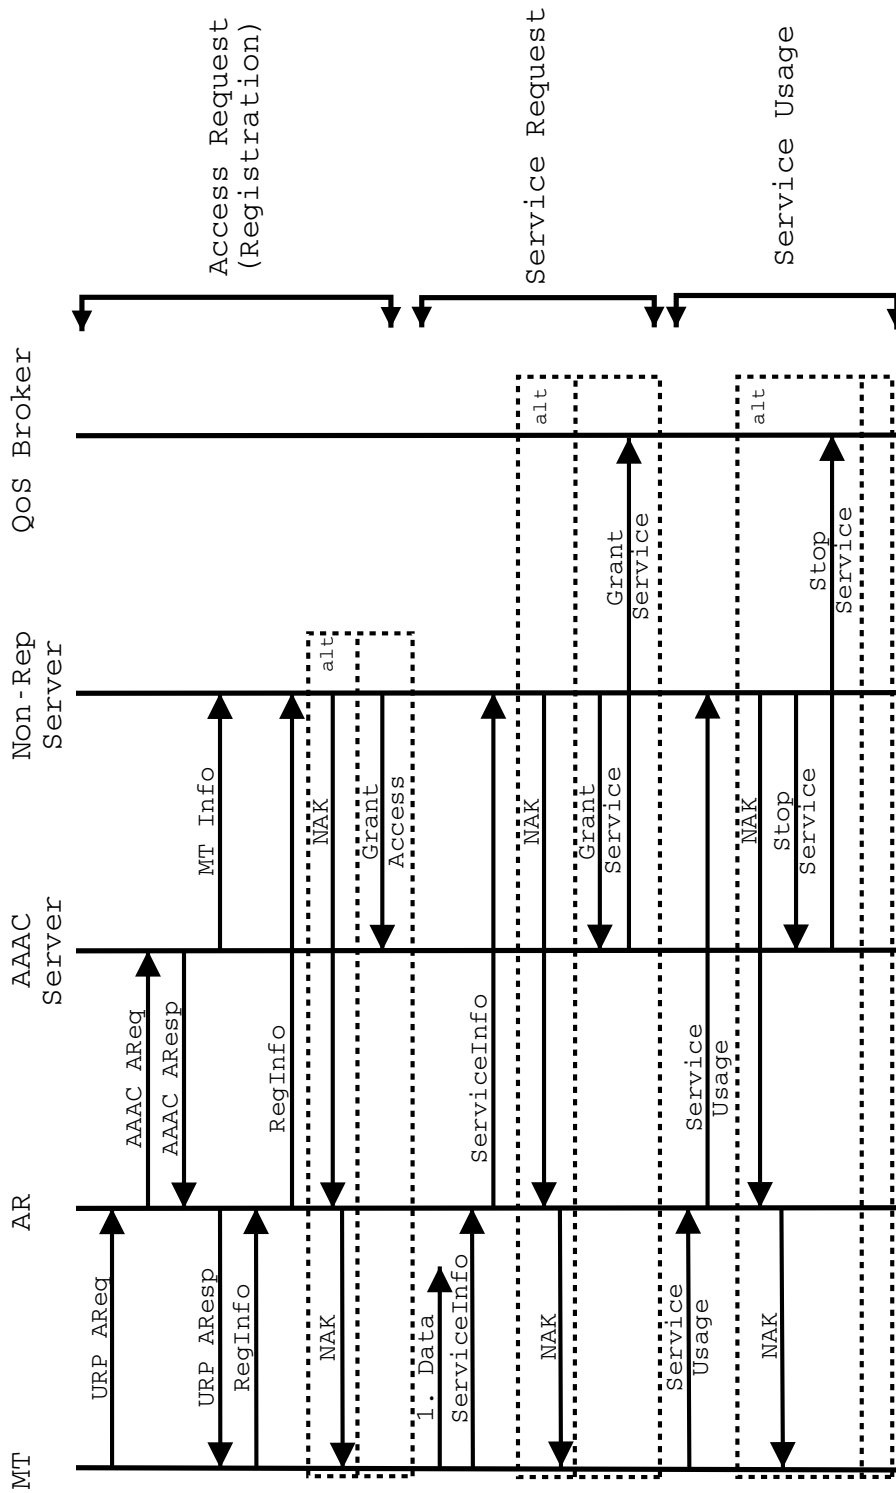 MT
AR
AAAC
Server
Non-Rep
Server
QoS Broker
URP AReq
AAAC AReq
AAAC AResp
URP AResp
MT Info
RegInfo
RegInfo
alt
NAK
NAK
Grant
Access
Access Request
(Registration)
1. Data
ServiceInfo
ServiceInfo
alt
NAK
NAK
Grant
Service
Grant
Service
Service Request
Service
Usage
Service
Usage
alt
NAK
NAK
Stop
Service
Stop
Service
Service Usage